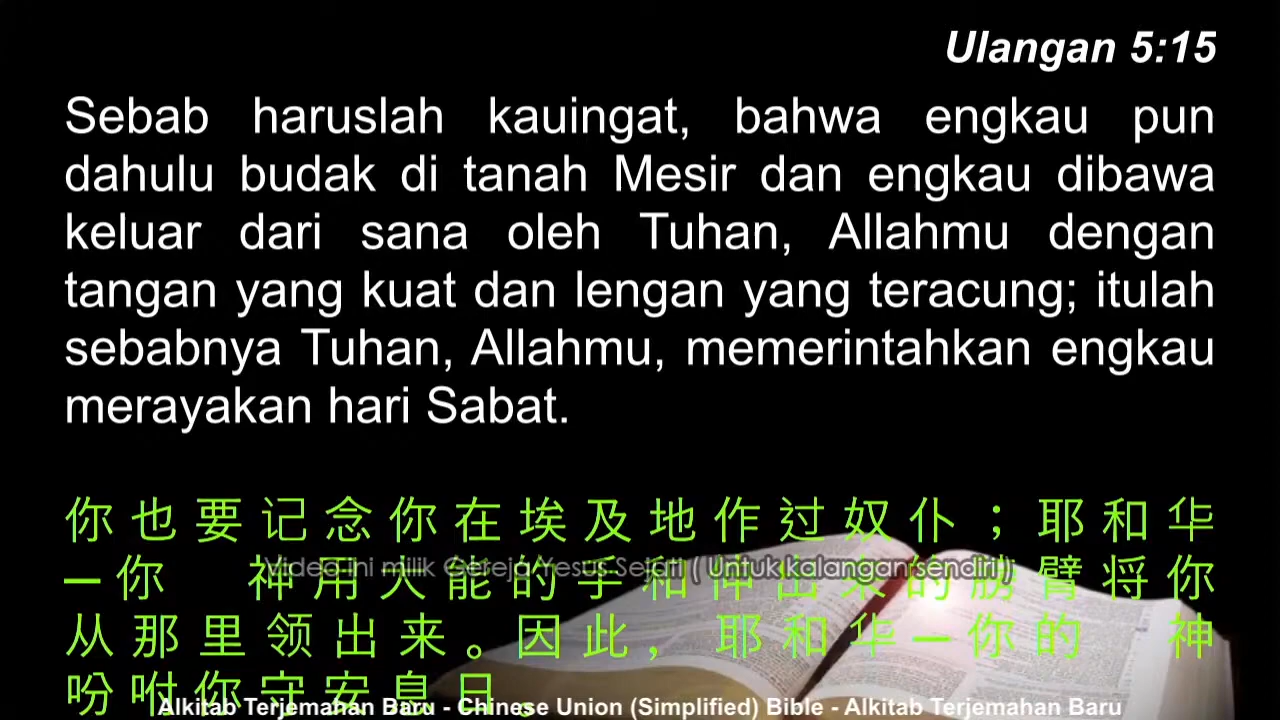 Ulangan 5:15
Sebab haruslah kauingat, bahwa engkau pun
dahulu budak di tanah Mesir dan engkau dibawa
keluar dari sana oleh Tuhan, Allahmu dengan
tangan yang kuat dan lengan yang teracung; itulah
sebabnya Tuhan, Allahmu, memerintahkan engkau
merayakan hari Sabat.
你也要记念你在埃及地作过奴仆；耶和华
─你 神用大能的手和伸出来的膀臂将你
从那里领出来。因此，耶和华─你的 神
吩咐你守安息日。
Video ini milik Gereja Yesus Sejati ( Untuk kalangan sendiri )
Alkitab Terjemahan Baru - Chinese Union (Simplified) Bible - Alkitab Terjemahan Baru